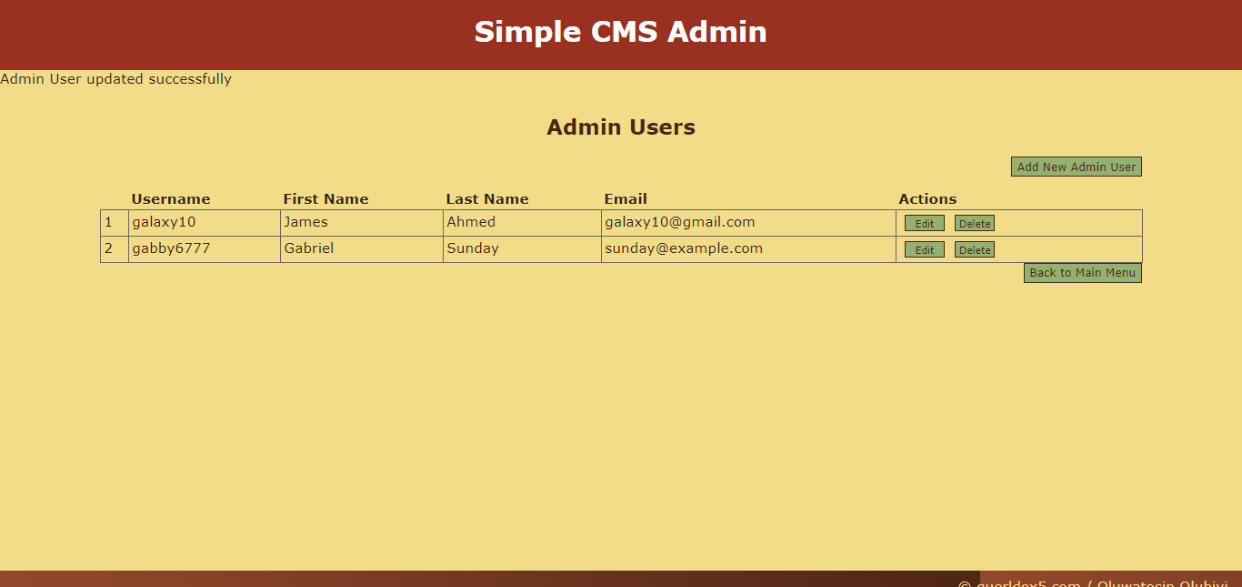 Simple CMS Admin
Admin User updated successfully
Admin Users
Add New Admin User
Username First Name Last Name Email Actions
1 galaxy10 James Ahmed galaxy10@gmail.com Edit Delete
2 gabby6777 Gabriel Sunday sunday@example.com Edit Delete
Back to Main Menu
© / Oluwatosin Olubiyi